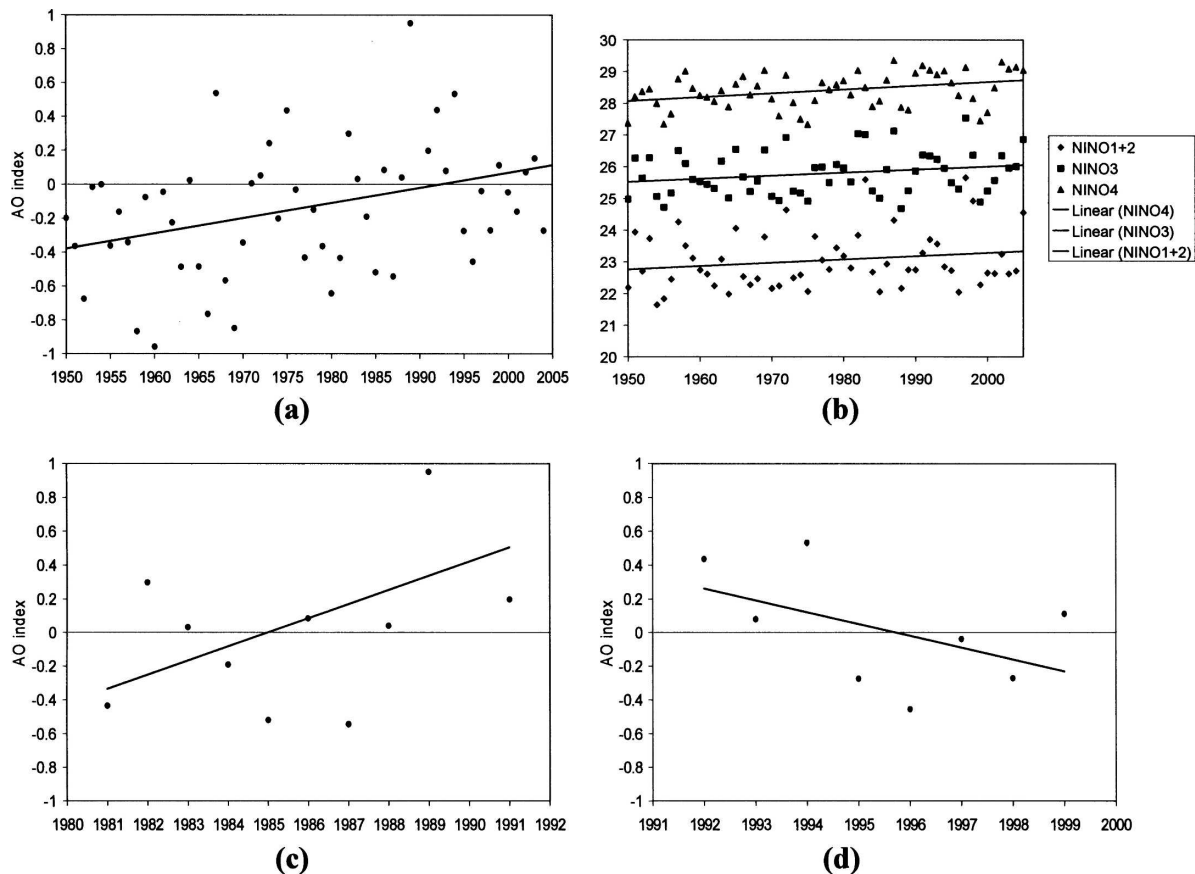 AO index
1
0.8
0.6
0.4
0.2
0
-0.2
-0.4
-0.6
-0.8
-1
1950 1955 1960 1965 1970 1975 1980 1985 1990 1995 2000 2005
(a)
30
29
28
27
26
25
24
23
22
21
20
1950 1960 1970 1980 1990 2000
(b)
NINO1+2
NINO3
NINO4
Linear (NINO4)
Linear (NINO3)
Linear (NINO1+2)
AO index
1
0.8
0.6
0.4
0.2
0
-0.2
-0.4
-0.6
-0.8
-1
1980 1981 1982 1983 1984 1985 1986 1987 1988 1989 1990 1991 1992
(c)
AO index
1
0.8
0.6
0.4
0.2
0
-0.2
-0.4
-0.6
-0.8
-1
1991 1992 1993 1994 1995 1996 1997 1998 1999 2000
(d)